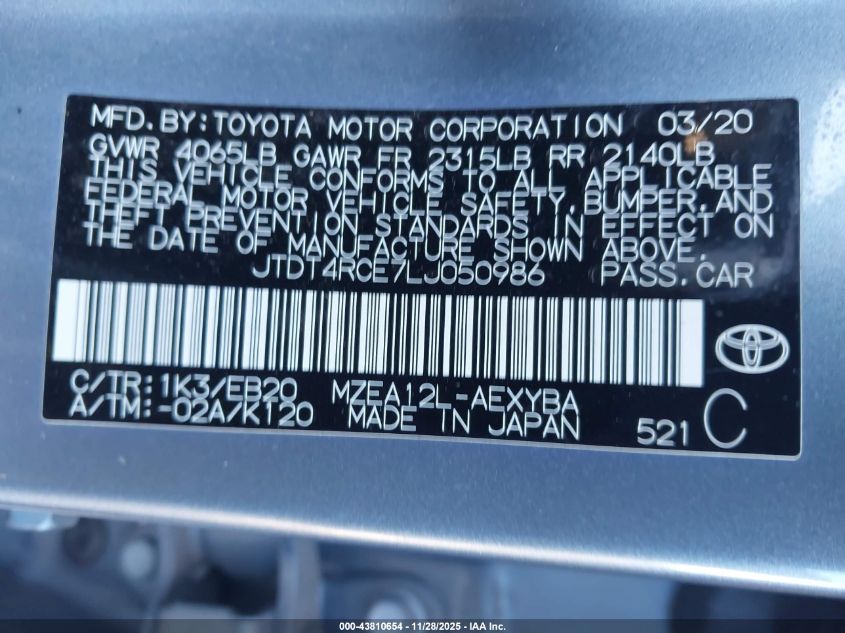 MFD.BY:TOYOTA MOTOR CORPORATION 03/20
GVWR 4065LB GAWR FR 2315LB RR 2140LB
THIS VEHICLE CONFORMS TO ALL APPLICABLE
FEDERAL MOTOR VEHICLE SAFETY,BUMPER,AND
THEFT PREVENTION STANDARDS IN EFFECT ON
THE DATE OF MANUFACTURE SHOWN ABOVE.
JTDT4RCE7LJ050986 PASS.CAR
C/TR:1K3/EB20 MZEA12L-AEXYBA
A/TM:-02A/K120 MADE IN JAPAN 521 C
000-43810654 | 11/28/2025 - IAA Inc.